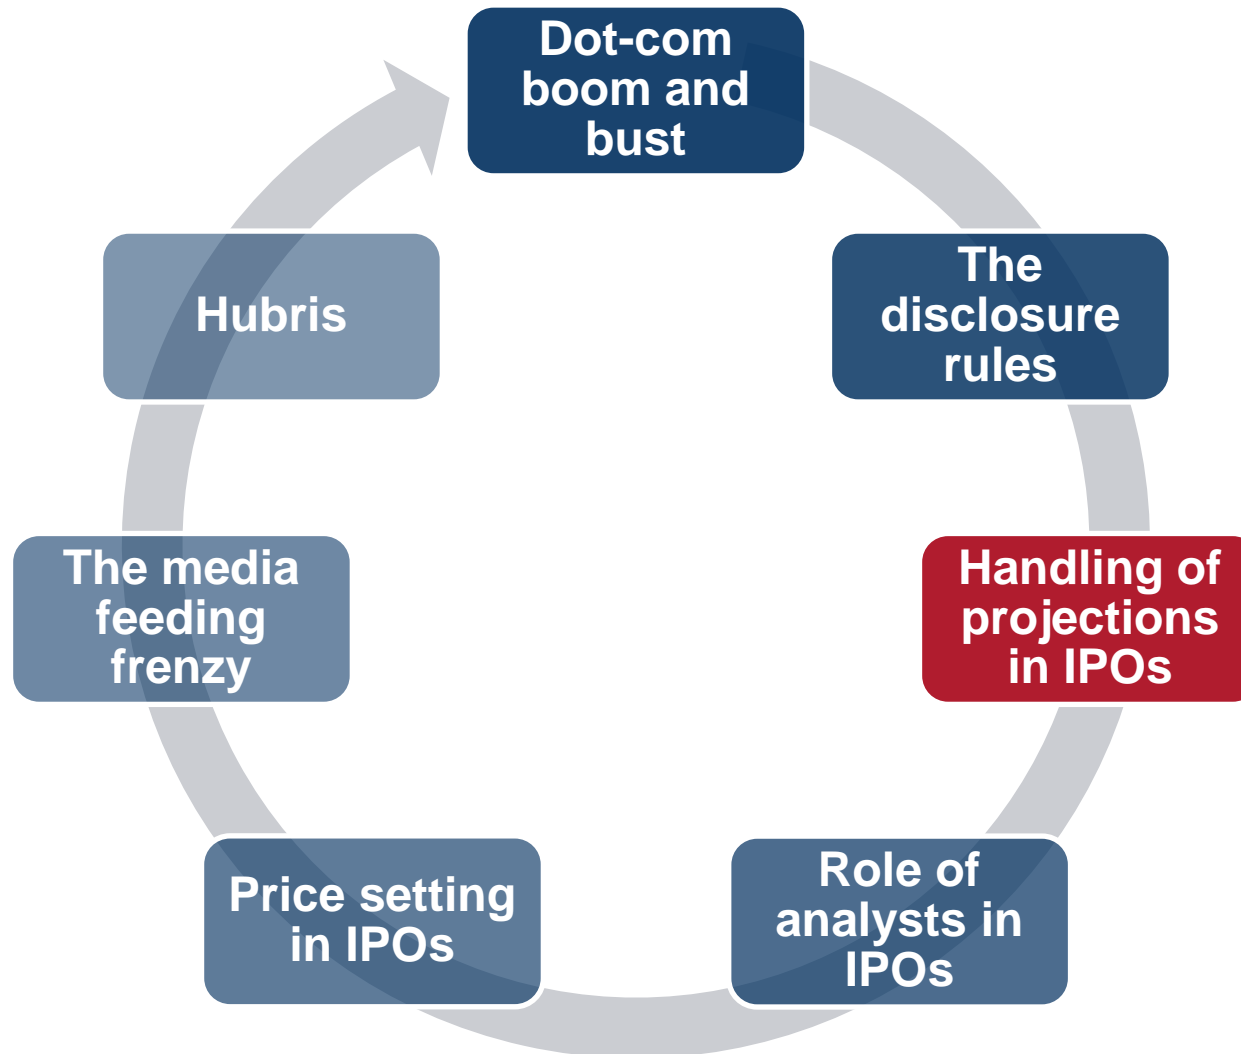 Dot-com
boom and
bust
The
disclosure
rules
Handling of
projections
in IPOs
Role of
analysts in
IPOs
Price setting
in IPOs
The media
feeding
frenzy
Hubris